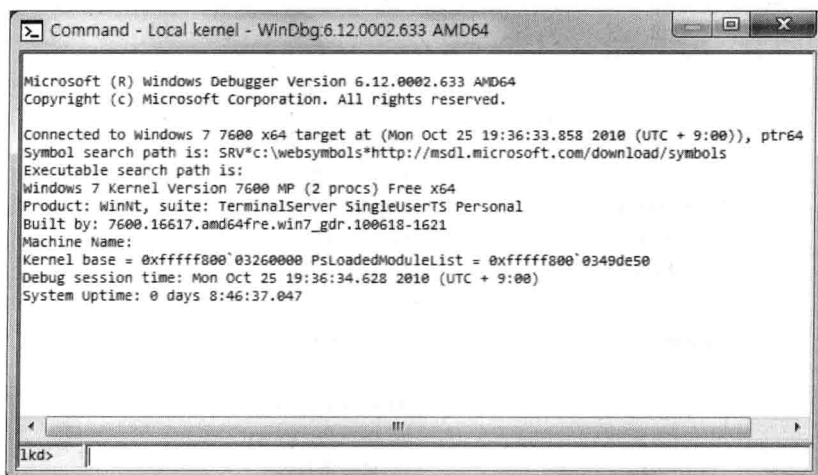 Command - Local kernel - WinDbg:6.12.0002.633 AMD64
Microsoft (R) Windows Debugger Version 6.12.0002.633 AMD64
Copyright (c) Microsoft Corporation. All rights reserved.
Connected to Windows 7 7600 x64 target at (Mon Oct 25 19:36:33.858 2010 (UTC + 9:00)), ptr64
Symbol search path is: SRV*c:\websymbols*http://msdl.microsoft.com/download/symbols
Executable search path is:
Windows 7 Kernel Version 7600 MP (2 procs) Free x64
Product: WinNt, suite: TerminalServer SingleUserTS Personal
Built by: 7600.16617.amd64fre.win7_gdr.100618-1621
Machine Name:
Kernel base = 0xfffff800`03260000 PsLoadedModuleList = 0xfffff800`0349de50
Debug session time: Mon Oct 25 19:36:34.628 2010 (UTC + 9:00)
System Uptime: 0 days 8:46:37.047
lkd>